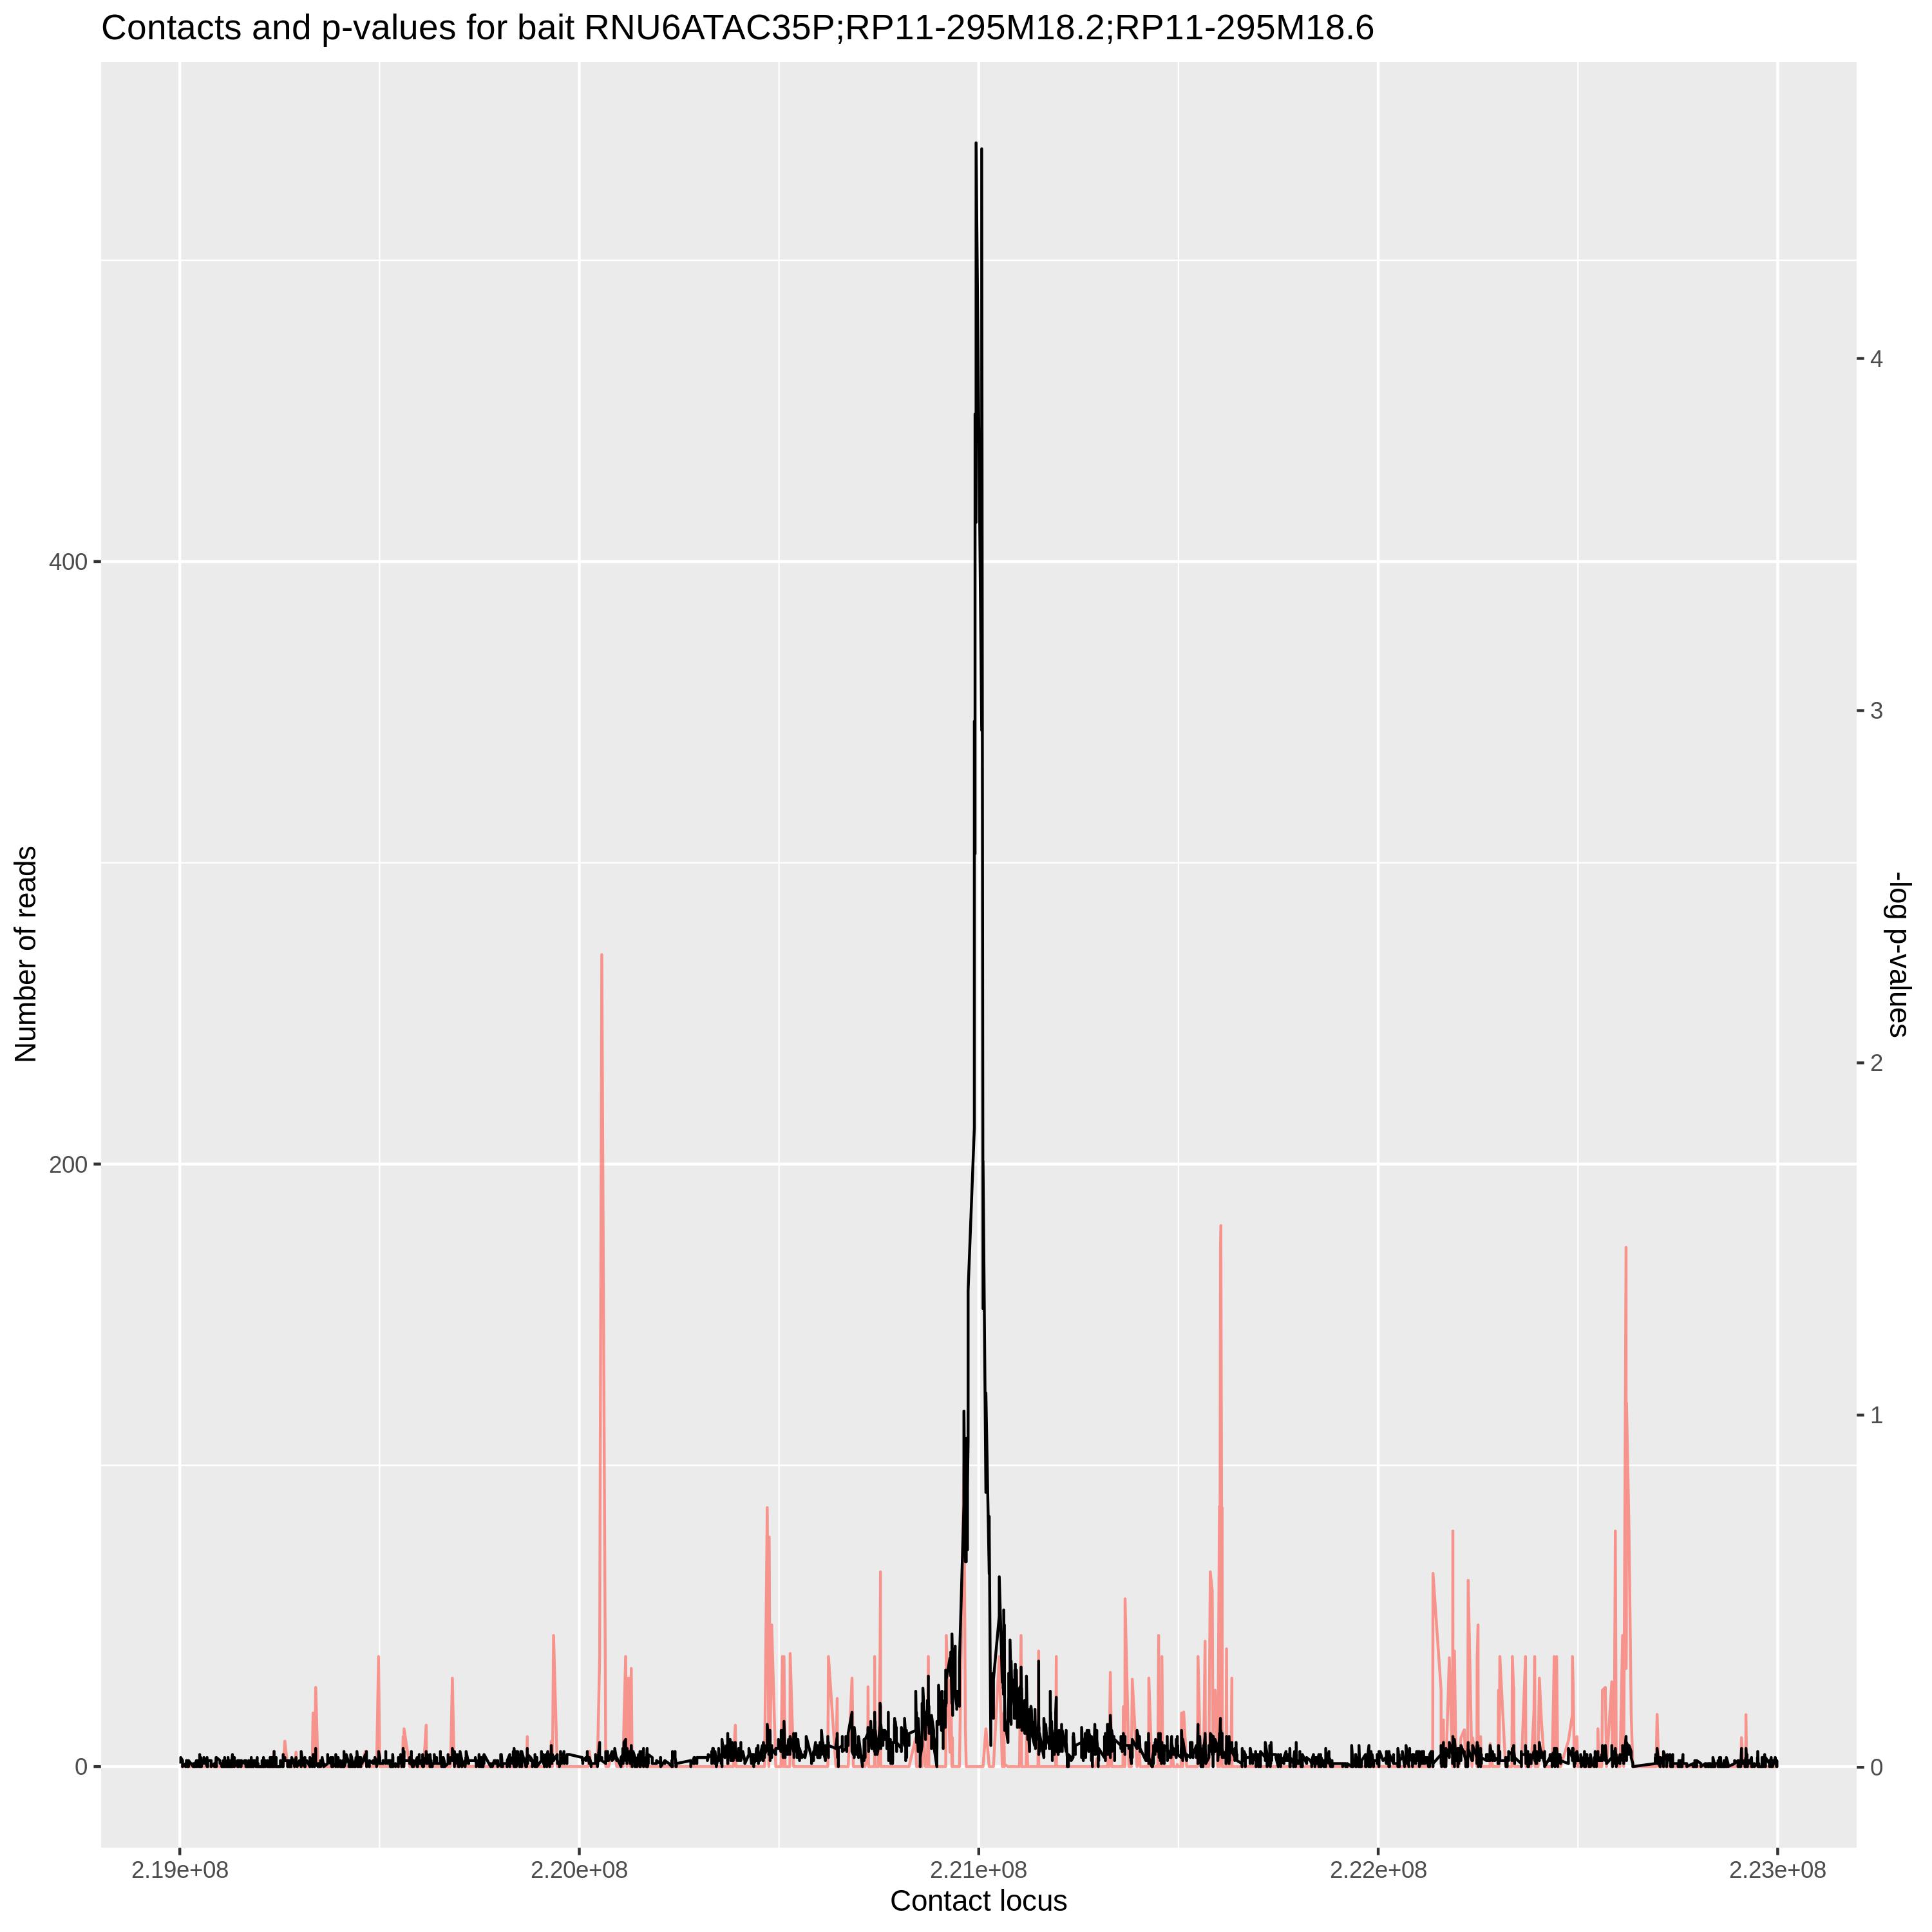 Contacts and p-values for bait RNU6ATAC35P;RP11-295M18.2;RP11-295M18.6
Number of reads
400
200
0
4
3
2
1
0
-log p-values
2.19e+08 2.20e+08 2.21e+08 2.22e+08 2.23e+08
Contact locus